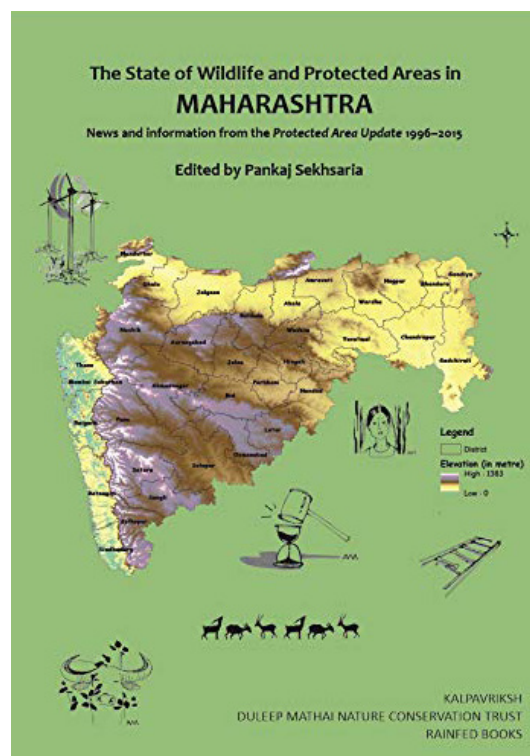 The State of Wildlife and Protected Areas in
MAHARASHTRA
News and information from the Protected Area Update 1996–2015
Edited by Pankaj Sekhsaria
Nandurbar
Dhule
Jalgaon
Amravati
Nagpur
Bhandara
Gondiya
Akola
Wardha
Buldana
Washim
Nashik
Aurangabad
Yavatmal
Chandrapur
Jalna
Hingoli
Gadchiroli
Thane
Mumbai Suburban
Ahmadnagar
Parbhani
Nanded
Bid
Raigarh
Pune
Latur
Osmanabad
Satara
Solapur
Ratnagiri
Sangli
Kolhapur
Sindhudurg
Legend
District
Elevation (in metre)
High - 1383
Low - 0
KALPAVRIKSH
DULEEP MATHAI NATURE CONSERVATION TRUST
RAINFED BOOKS